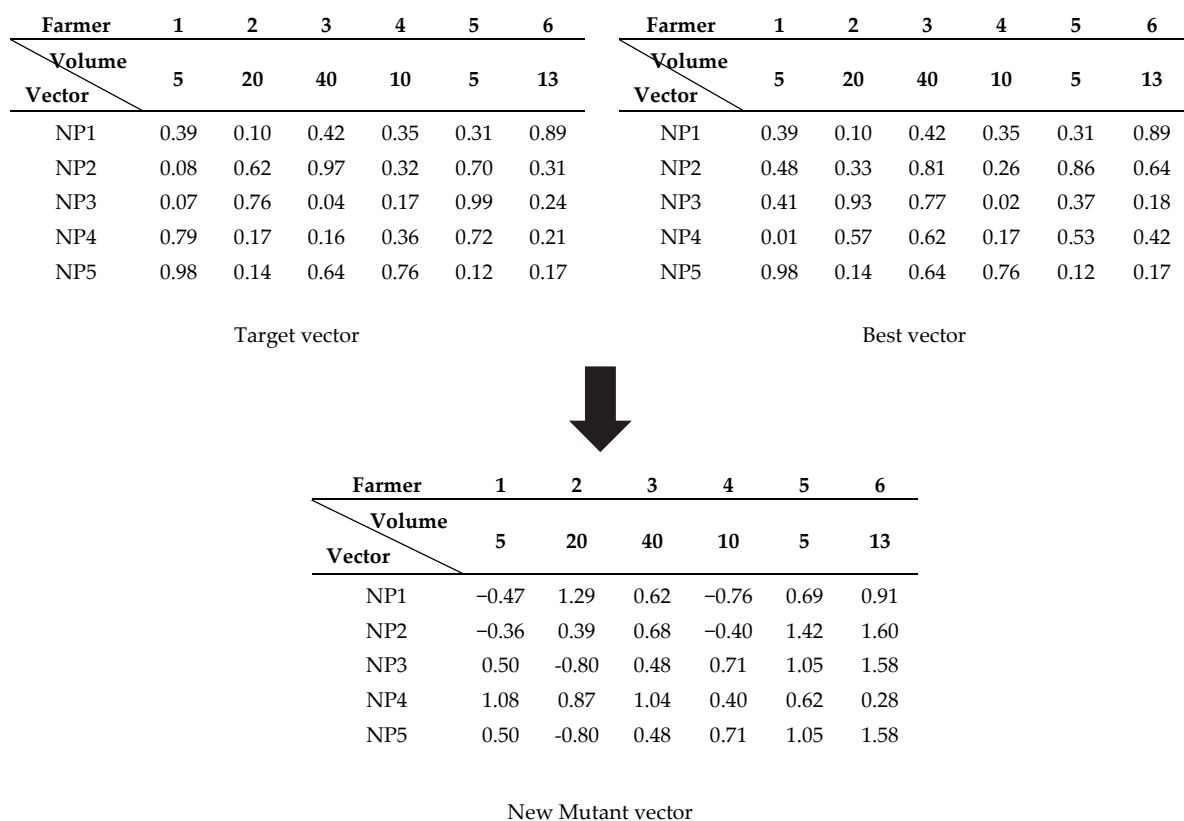 Farmer 1 2 3 4 5 6
Volume
Vector 5 20 40 10 5 13
NP1 0.39 0.10 0.42 0.35 0.31 0.89
NP2 0.08 0.62 0.97 0.32 0.70 0.31
NP3 0.07 0.76 0.04 0.17 0.99 0.24
NP4 0.79 0.17 0.16 0.36 0.72 0.21
NP5 0.98 0.14 0.64 0.76 0.12 0.17
Target vector
Farmer 1 2 3 4 5 6
Volume
Vector 5 20 40 10 5 13
NP1 0.39 0.10 0.42 0.35 0.31 0.89
NP2 0.48 0.33 0.81 0.26 0.86 0.64
NP3 0.41 0.93 0.77 0.02 0.37 0.18
NP4 0.01 0.57 0.62 0.17 0.53 0.42
NP5 0.98 0.14 0.64 0.76 0.12 0.17
Best vector
Farmer 1 2 3 4 5 6
Volume
Vector 5 20 40 10 5 13
NP1 −0.47 1.29 0.62 −0.76 0.69 0.91
NP2 −0.36 0.39 0.68 −0.40 1.42 1.60
NP3 0.50 -0.80 0.48 0.71 1.05 1.58
NP4 1.08 0.87 1.04 0.40 0.62 0.28
NP5 0.50 -0.80 0.48 0.71 1.05 1.58
New Mutant vector